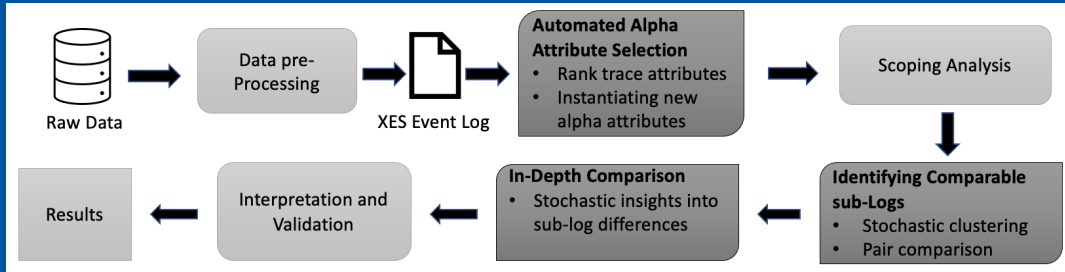 Raw Data
Data pre-
Processing
XES Event Log
Automated Alpha
Attribute Selection
• Rank trace attributes
• Instantiating new
alpha attributes
Scoping Analysis
Identifying Comparable
sub-Logs
• Stochastic clustering
• Pair comparison
In-Depth Comparison
• Stochastic insights into
sub-log differences
Interpretation and
Validation
Results